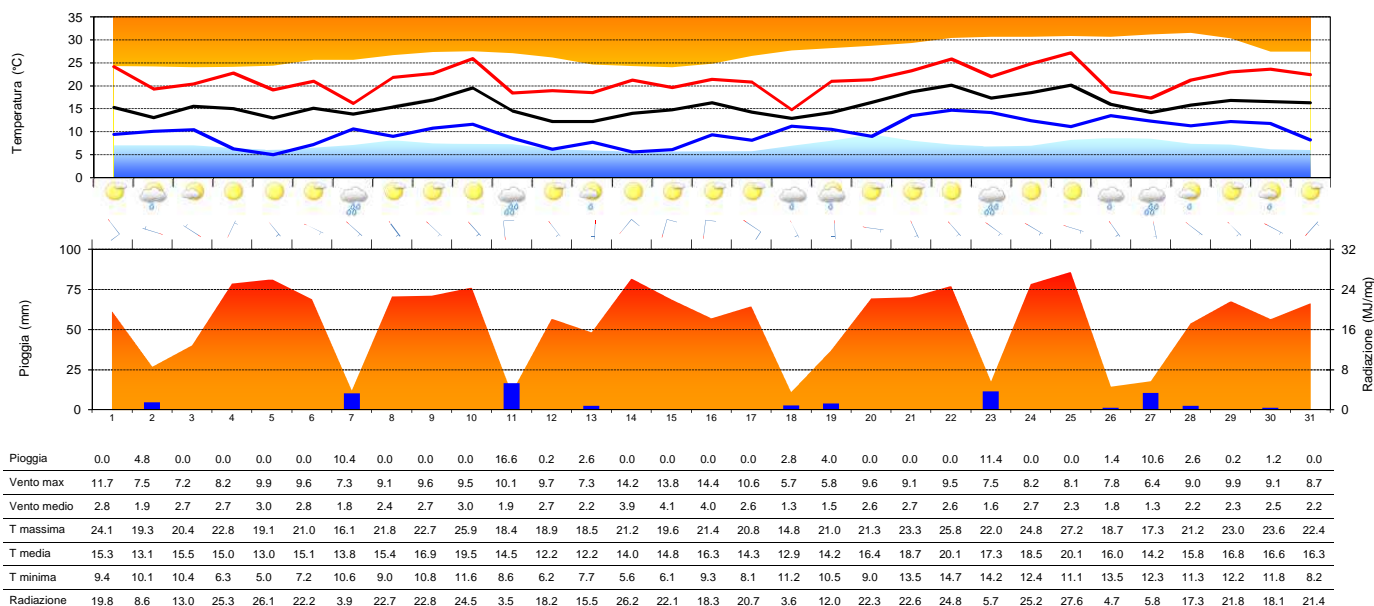 35
30
25
20
15
10
5
0
Temperatura (°C)
100
75
50
25
0
Pioggia (mm)
32
24
16
8
0
Radiazione (MJ/mq)
1 2 3 4 5 6 7 8 9 10 11 12 13 14 15 16 17 18 19 20 21 22 23 24 25 26 27 28 29 30 31
Pioggia 0.0 4.8 0.0 0.0 0.0 0.0 10.4 0.0 0.0 0.0 16.6 0.2 2.6 0.0 0.0 0.0 0.0 2.8 4.0 0.0 0.0 0.0 11.4 0.0 0.0 1.4 10.6 2.6 0.2 1.2 0.0
Vento max 11.7 7.5 7.2 8.2 9.9 9.6 7.3 9.1 9.6 9.5 10.1 9.7 7.3 14.2 13.8 14.4 10.6 5.7 5.8 9.6 9.1 9.5 7.5 8.2 8.1 7.8 6.4 9.0 9.9 9.1 8.7
Vento medio 2.8 1.9 2.7 2.7 3.0 2.8 1.8 2.4 2.7 3.0 1.9 2.7 2.2 3.9 4.1 4.0 2.6 1.3 1.5 2.6 2.7 2.6 1.6 2.7 2.3 1.8 1.3 2.2 2.3 2.5 2.2
T massima 24.1 19.3 20.4 22.8 19.1 21.0 16.1 21.8 22.7 25.9 18.4 18.9 18.5 21.2 19.6 21.4 20.8 14.8 21.0 21.3 23.3 25.8 22.0 24.8 27.2 18.7 17.3 21.2 23.0 23.6 22.4
T media 15.3 13.1 15.5 15.0 13.0 15.1 13.8 15.4 16.9 19.5 14.5 12.2 12.2 14.0 14.8 16.3 14.3 12.9 14.2 16.4 18.7 20.1 17.3 18.5 20.1 16.0 14.2 15.8 16.8 16.6 16.3
T minima 9.4 10.1 10.4 6.3 5.0 7.2 10.6 9.0 10.8 11.6 8.6 6.2 7.7 5.6 6.1 9.3 8.1 11.2 10.5 9.0 13.5 14.7 14.2 12.4 11.1 13.5 12.3 11.3 12.2 11.8 8.2
Radiazione 19.8 8.6 13.0 25.3 26.1 22.2 3.9 22.7 22.8 24.5 3.5 18.2 15.5 26.2 22.1 18.3 20.7 3.6 12.0 22.3 22.6 24.8 5.7 25.2 27.6 4.7 5.8 17.3 21.8 18.1 21.4